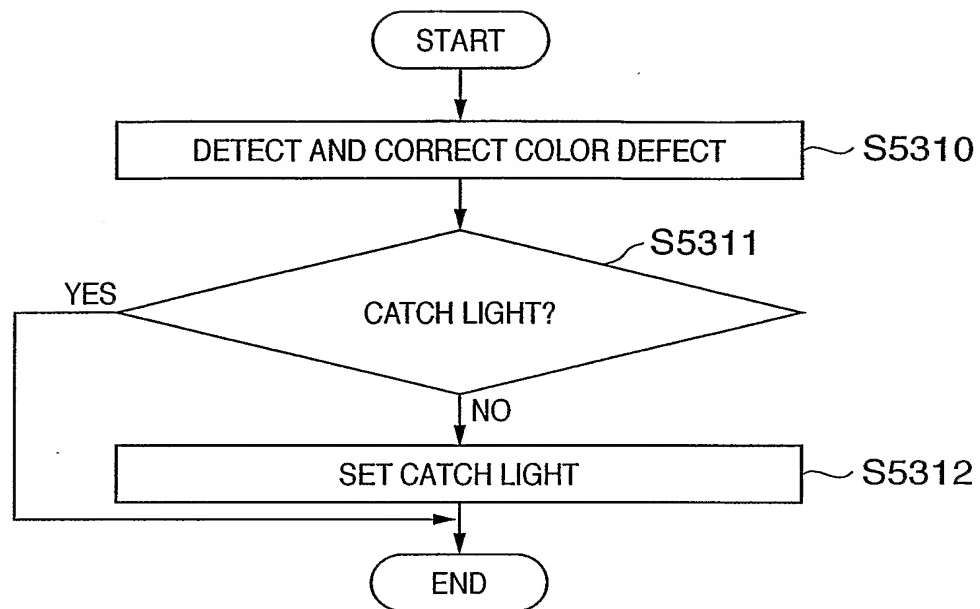 START
DETECT AND CORRECT COLOR DEFECT
S5310
S5311
YES
CATCH LIGHT?
NO
SET CATCH LIGHT
S5312
END